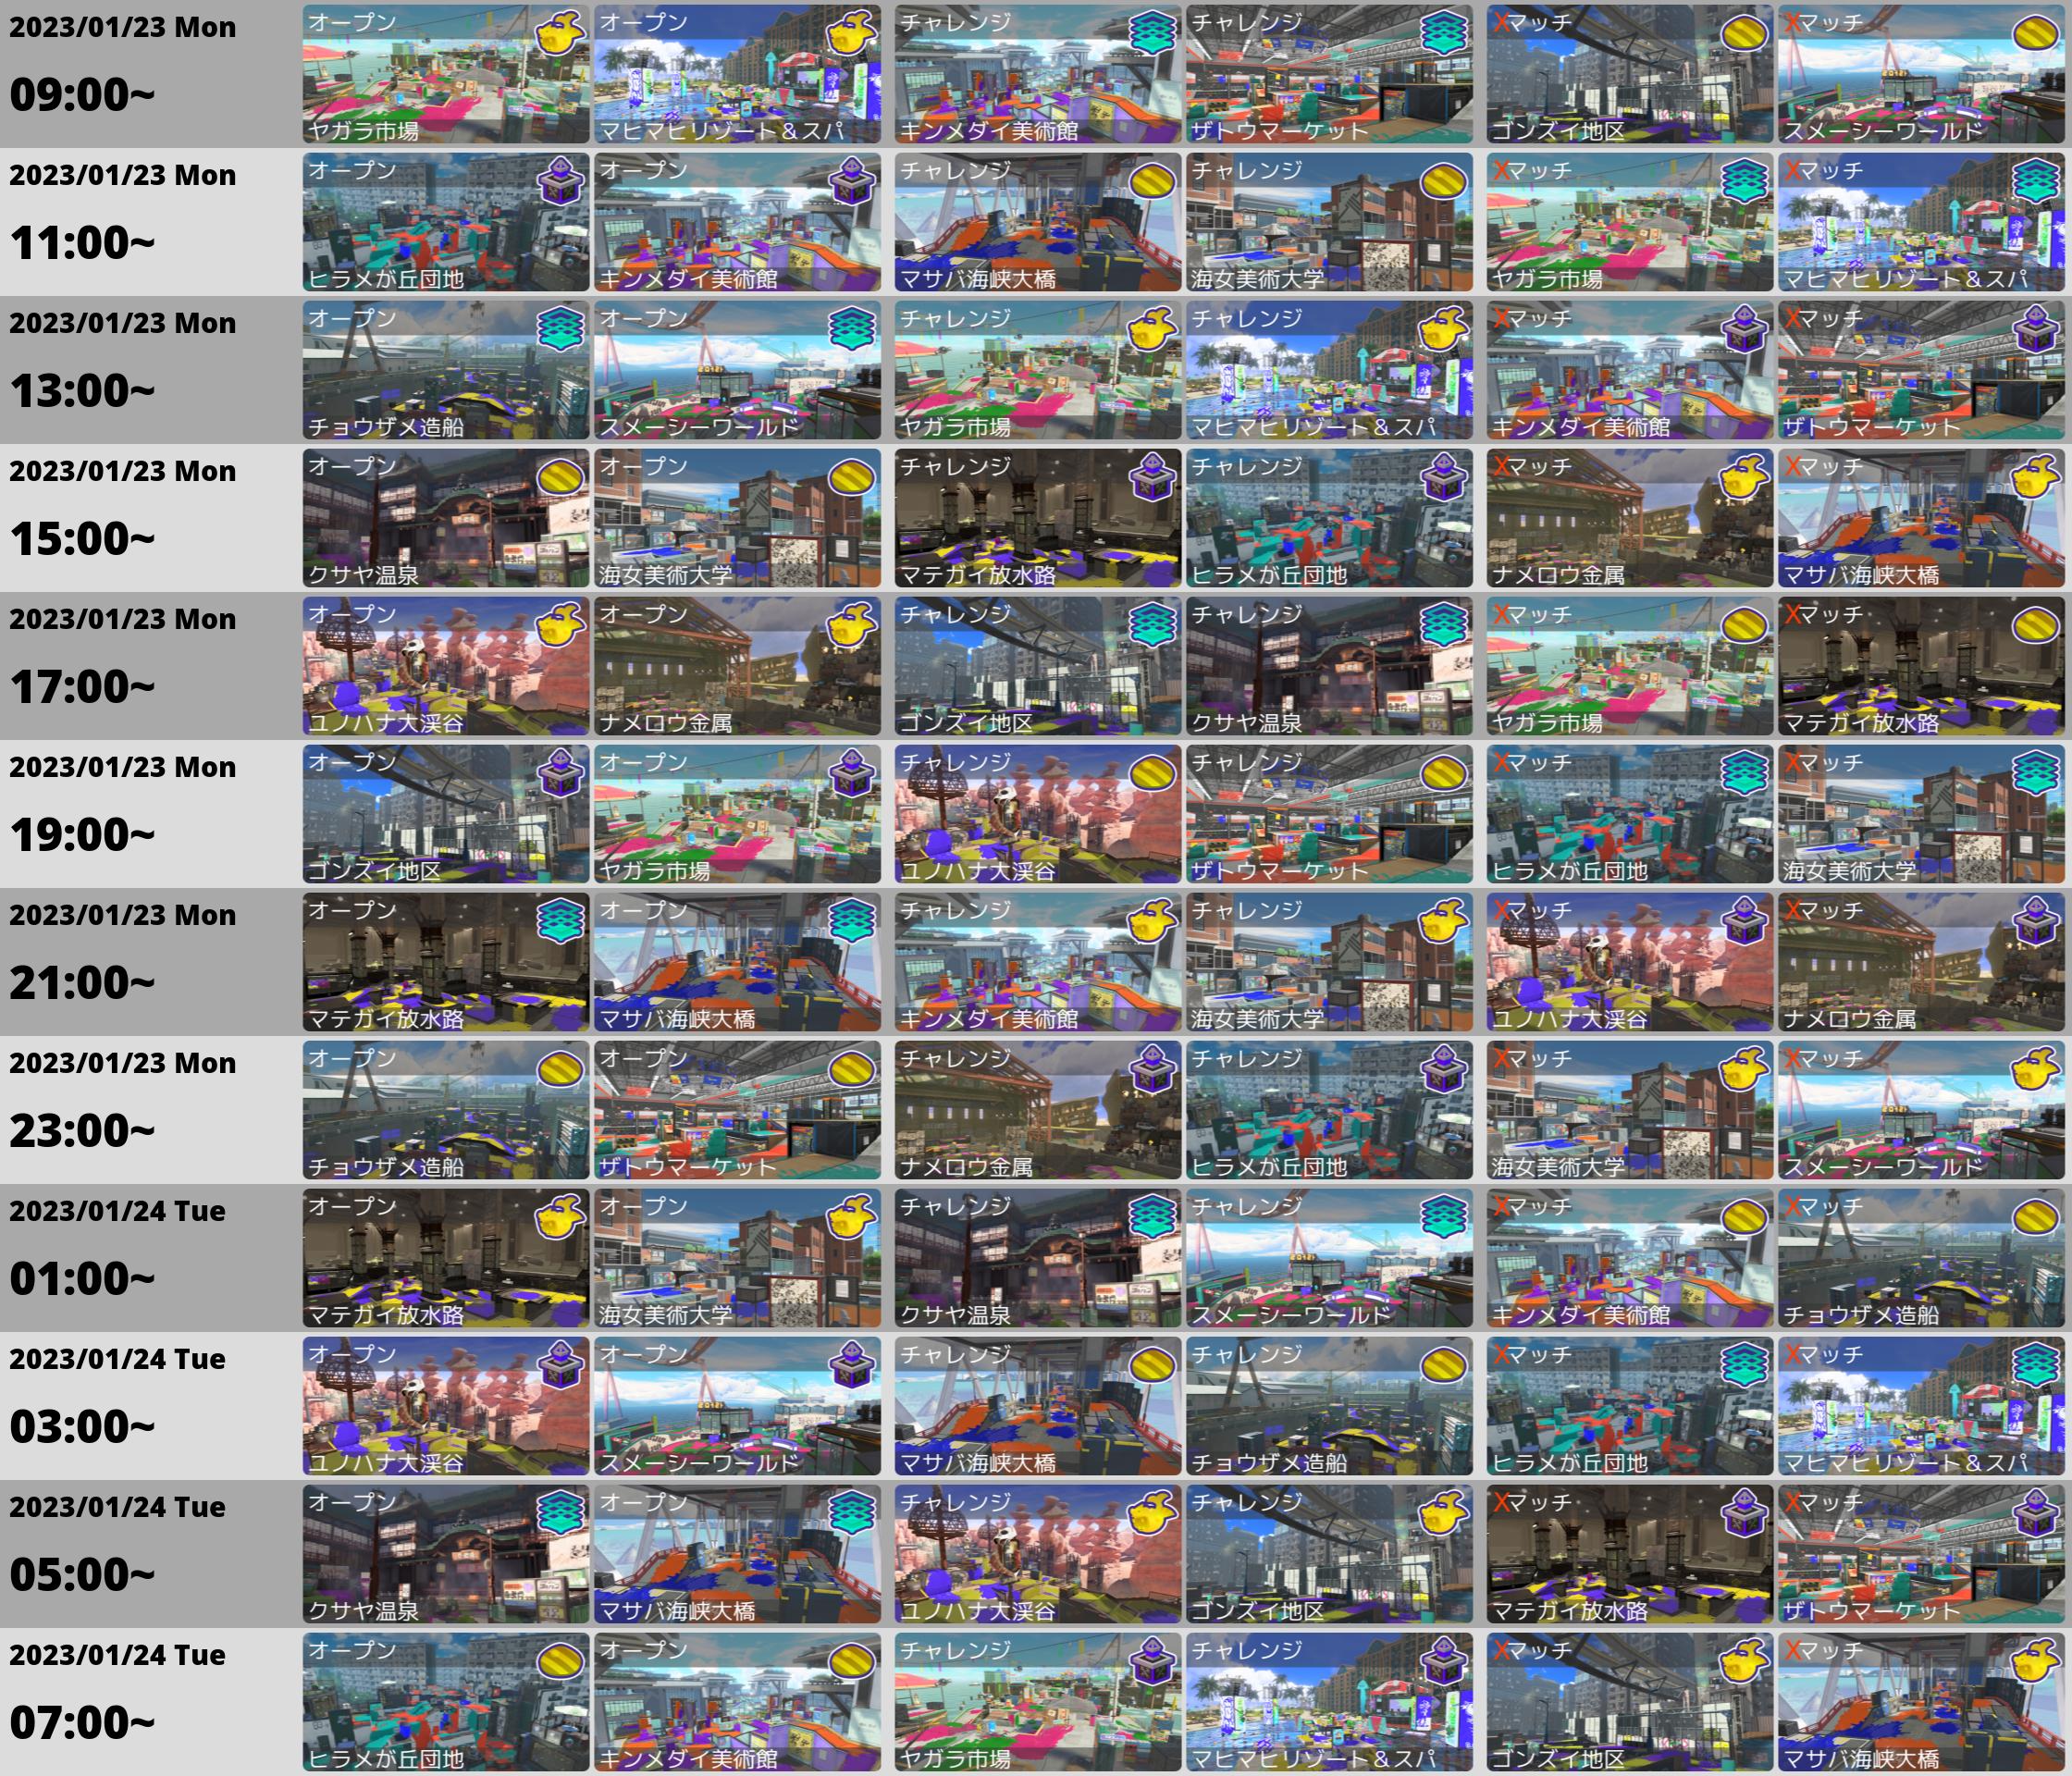 2023/01/23 Mon
09:00~
オープン オープン チャレンジ チャレンジ Xマッチ Xマッチ
ヤガラ市場 マヒマヒリゾート＆スパ キンメダイ美術館 ザトウマーケット ゴンズイ地区 スメーシーワールド
2023/01/23 Mon
11:00~
オープン オープン チャレンジ チャレンジ Xマッチ Xマッチ
ヒラメが丘団地 キンメダイ美術館 マサバ海峡大橋 海女美術大学 ヤガラ市場 マヒマヒリゾート＆スパ
2023/01/23 Mon
13:00~
オープン オープン チャレンジ チャレンジ Xマッチ Xマッチ
チョウザメ造船 スメーシーワールド ヤガラ市場 マヒマヒリゾート＆スパ キンメダイ美術館 ザトウマーケット
2023/01/23 Mon
15:00~
オープン オープン チャレンジ チャレンジ Xマッチ Xマッチ
クサヤ温泉 海女美術大学 マテガイ放水路 ヒラメが丘団地 ナメロウ金属 マサバ海峡大橋
2023/01/23 Mon
17:00~
オープン オープン チャレンジ チャレンジ Xマッチ Xマッチ
ユノハナ大渓谷 ナメロウ金属 ゴンズイ地区 クサヤ温泉 ヤガラ市場 マテガイ放水路
2023/01/23 Mon
19:00~
オープン オープン チャレンジ チャレンジ Xマッチ Xマッチ
ゴンズイ地区 ヤガラ市場 ユノハナ大渓谷 ザトウマーケット ヒラメが丘団地 海女美術大学
2023/01/23 Mon
21:00~
オープン オープン チャレンジ チャレンジ Xマッチ Xマッチ
マテガイ放水路 マサバ海峡大橋 キンメダイ美術館 海女美術大学 ユノハナ大渓谷 ナメロウ金属
2023/01/23 Mon
23:00~
オープン オープン チャレンジ チャレンジ Xマッチ Xマッチ
チョウザメ造船 ザトウマーケット ナメロウ金属 ヒラメが丘団地 海女美術大学 スメーシーワールド
2023/01/24 Tue
01:00~
オープン オープン チャレンジ チャレンジ Xマッチ Xマッチ
マテガイ放水路 海女美術大学 クサヤ温泉 スメーシーワールド キンメダイ美術館 チョウザメ造船
2023/01/24 Tue
03:00~
オープン オープン チャレンジ チャレンジ Xマッチ Xマッチ
ユノハナ大渓谷 スメーシーワールド マサバ海峡大橋 チョウザメ造船 ヒラメが丘団地 マヒマヒリゾート＆スパ
2023/01/24 Tue
05:00~
オープン オープン チャレンジ チャレンジ Xマッチ Xマッチ
クサヤ温泉 マサバ海峡大橋 ユノハナ大渓谷 ゴンズイ地区 マテガイ放水路 ザトウマーケット
2023/01/24 Tue
07:00~
オープン オープン チャレンジ チャレンジ Xマッチ Xマッチ
ヒラメが丘団地 キンメダイ美術館 ヤガラ市場 マヒマヒリゾート＆スパ ゴンズイ地区 マサバ海峡大橋